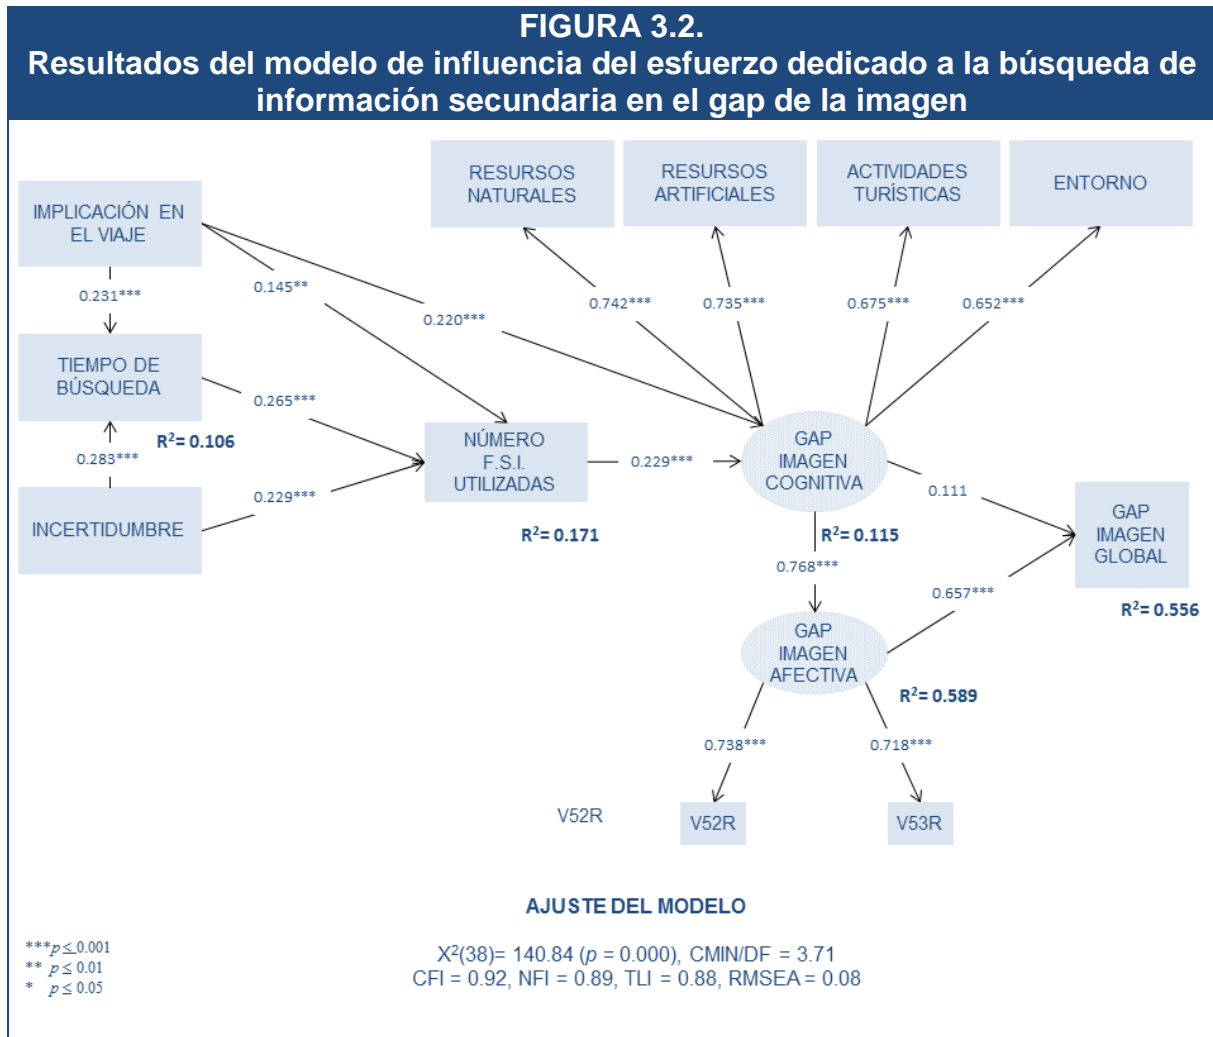 FIGURA 3.2.
Resultados del modelo de influencia del esfuerzo dedicado a la búsqueda de
información secundaria en el gap de la imagen
RECURSOS
NATURALES
RECURSOS
ARTIFICIALES
ACTIVIDADES
TURÍSTICAS
ENTORNO
IMPLICACIÓN EN
EL VIAJE
0.231***
0.145**
0.220***
0.742***
0.735***
0.675***
0.652***
TIEMPO DE
BÚSQUEDA
R²= 0.106
0.265***
0.283***
0.229***
INCERTIDUMBRE
NÚMERO
F.S.I.
UTILIZADAS
R²= 0.171
0.229***
GAP
IMAGEN
COGNITIVA
R²= 0.115
0.111
0.768***
GAP
IMAGEN
GLOBAL
R²= 0.556
0.657***
GAP
IMAGEN
AFECTIVA
R²= 0.589
0.738***
0.718***
V52R
V52R
V53R
AJUSTE DEL MODELO
X²(38)= 140.84 (p = 0.000), CMIN/DF = 3.71
CFI = 0.92, NFI = 0.89, TLI = 0.88, RMSEA = 0.08
***p≤0.001
** p ≤ 0.01
* p ≤ 0.05